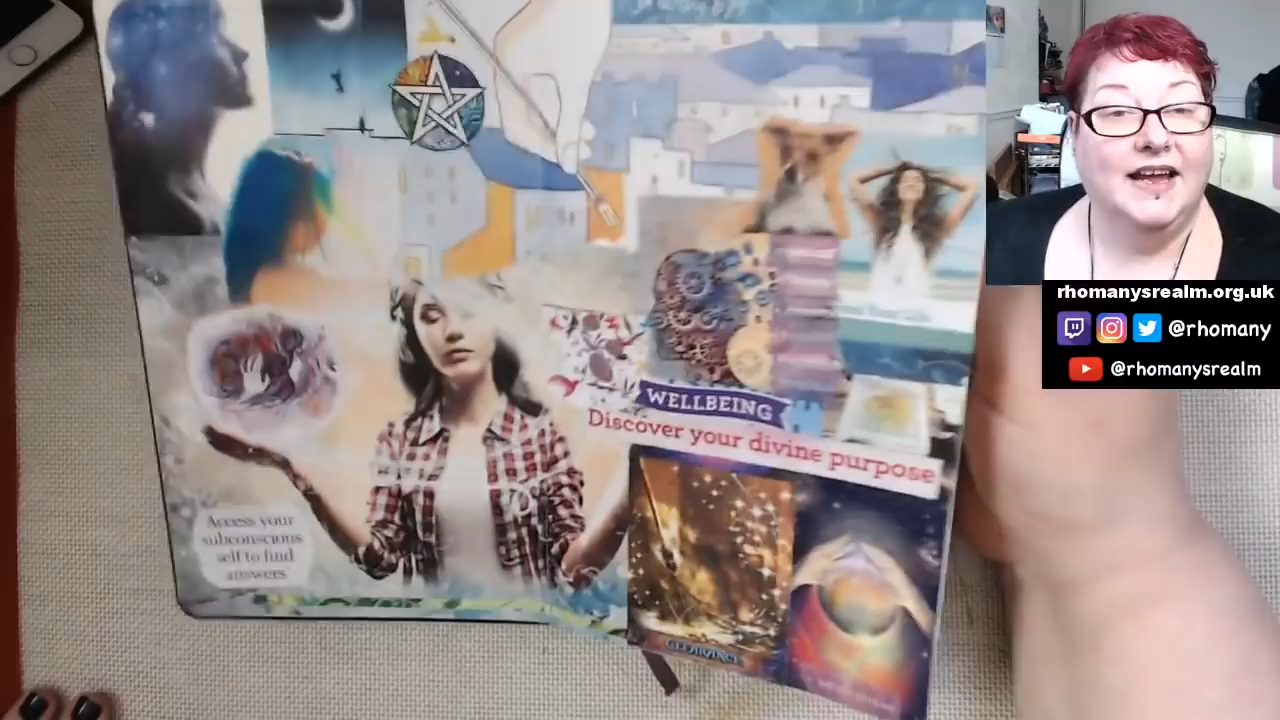 rhomanysrealm.org.uk
@rhomany
@rhomanysrealm
WELLBEING
Discover your divine purpose
Access your
subconscious
self to find
answers